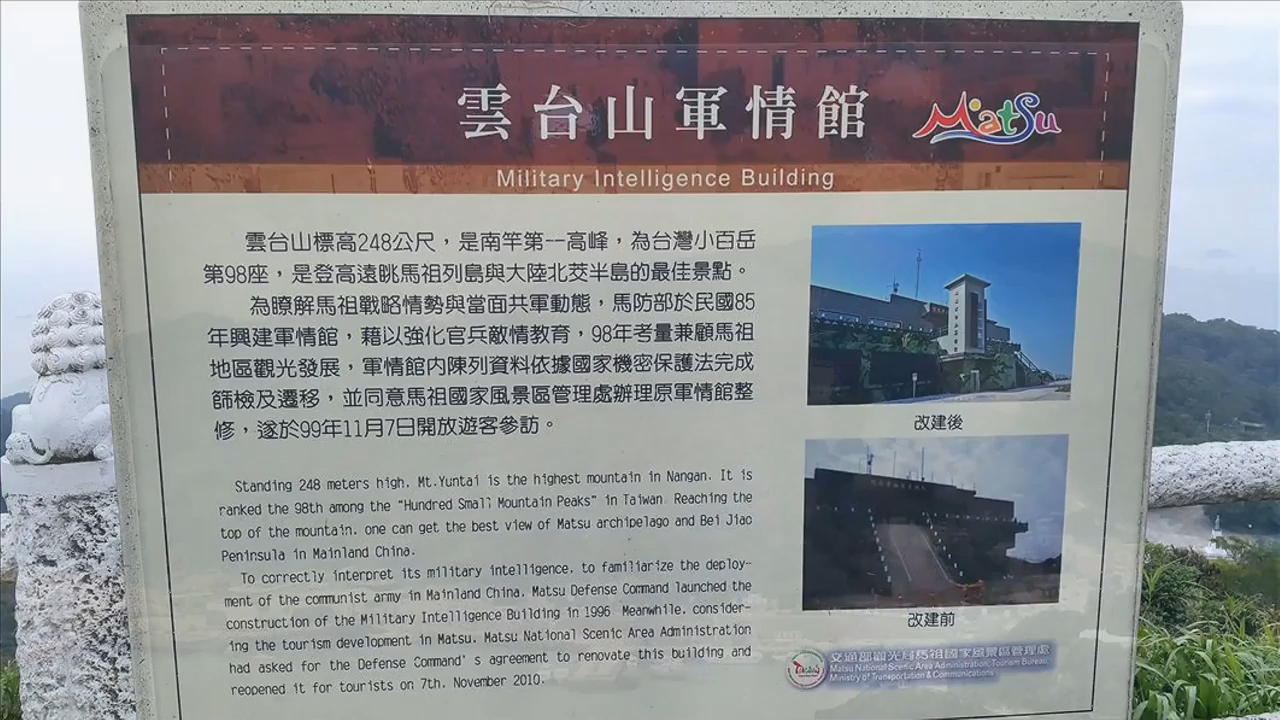 雲台山軍情館
Matsu
Military Intelligence Building
雲台山標高248公尺，是南竿第一高峰，為台灣小百岳
第98座，是登高遠眺馬祖列島與大陸北茭半島的最佳景點。
為瞭解馬祖戰略情勢與當面共軍動態，馬防部於民國85
年興建軍情館，藉以強化官兵敵情教育，98年考量兼顧馬祖
地區觀光發展，軍情館內陳列資料依據國家機密保護法完成
篩檢及遷移，並同意馬祖國家風景區管理處辦理原軍情館整
修，遂於99年11月7日開放遊客參訪。
Standing 248 meters high, Mt.Yuntai is the highest mountain in Nangan. It is
ranked the 98th among the "Hundred Small Mountain Peaks" in Taiwan. Reaching the
top of the mountain, one can get the best view of Matsu archipelago and Bei Jiao
Peninsula in Mainland China.
To correctly interpret its military intelligence, to familiarize the deploy-
ment of the communist army in Mainland China, Matsu Defense Command launched the
construction of the Military Intelligence Building in 1996. Meanwhile, consider-
ing the tourism development in Matsu, Matsu National Scenic Area Administration
had asked for the Defense Command's agreement to renovate this building and
reopened it for tourists on 7th, November 2010.
改建後
改建前
交通部觀光局馬祖國家風景區管理處
Matsu National Scenic Area Administration, Tourism Bureau,
Ministry of Transportation & Communications